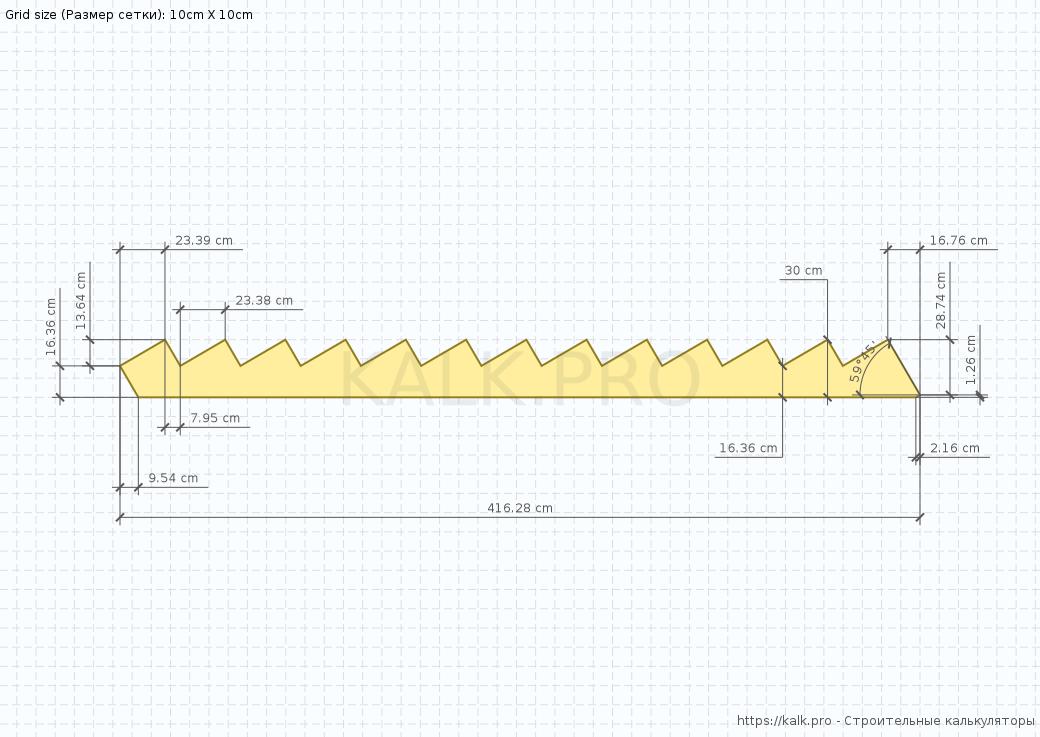 Grid size (Размер сетки): 10cm X 10cm
23.39 cm
16.76 cm
30 cm
23.38 cm
13.64 cm
16.36 cm
28.74 cm
1.26 cm
59°45'
KALK.PRO
7.95 cm
16.36 cm
2.16 cm
9.54 cm
416.28 cm
https://kalk.pro - Строительные калькуляторы